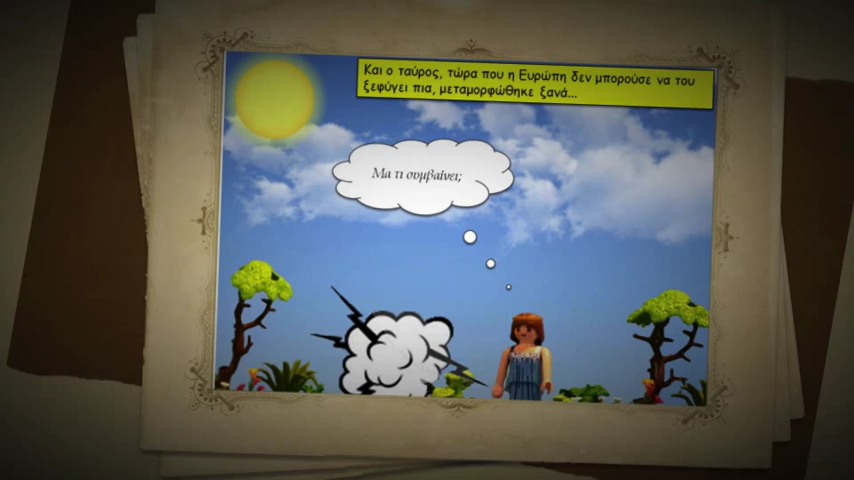 Και ο ταύρος, τώρα που η Ευρώπη δεν μπορούσε να του
ξεφύγει πια, μεταμορφώθηκε ξανά...
Μα τι συμβαίνει;